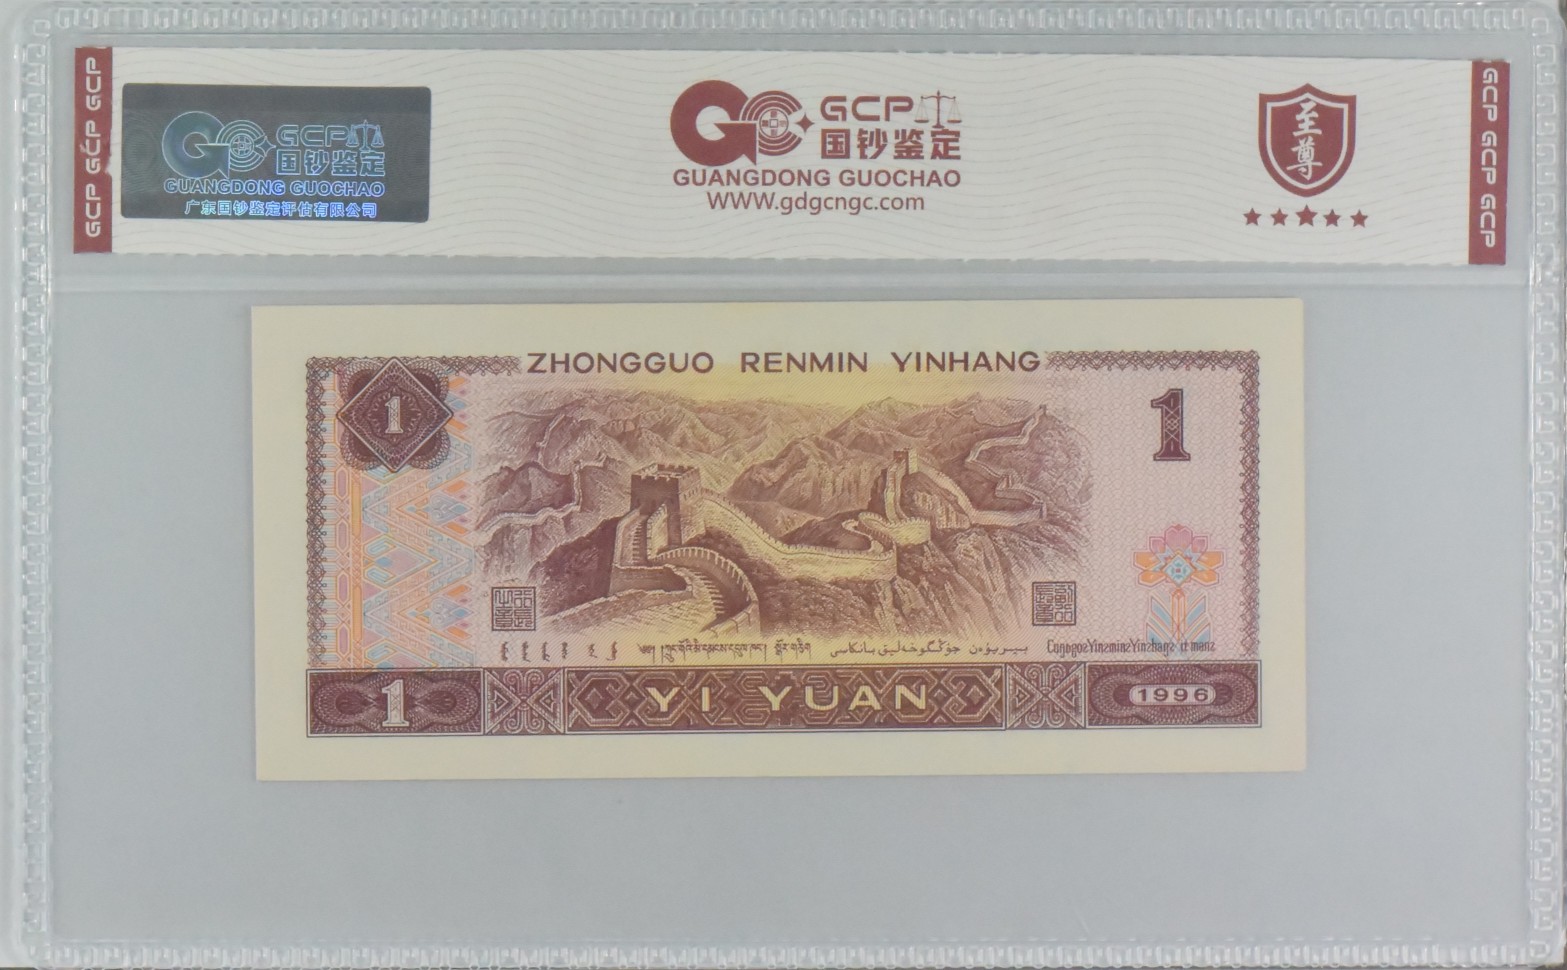 GCP GCP GCP
GCP
国钞鉴定
GUANGDONG GUOCHAO
广东国钞鉴定评估有限公司
GCP
国钞鉴定
GUANGDONG GUOCHAO
WWW.gdgcngc.com
至尊
GCP GCP GCP
ZHONGGUO RENMIN YINHANG
1
1
1
YI YUAN
1996